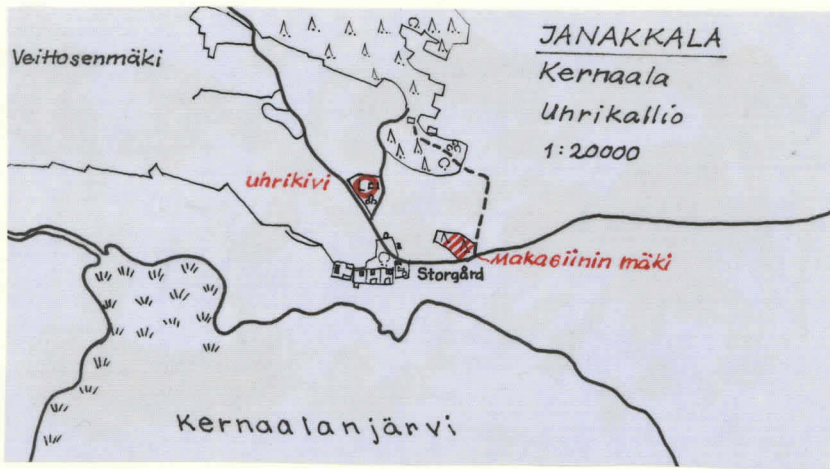 JANAKKALA
Kernaala
Uhrikallio
1:20000
Veittosenmäki
uhrikivi
Storgård
Makasiinin mäki
Kernaalanjärvi